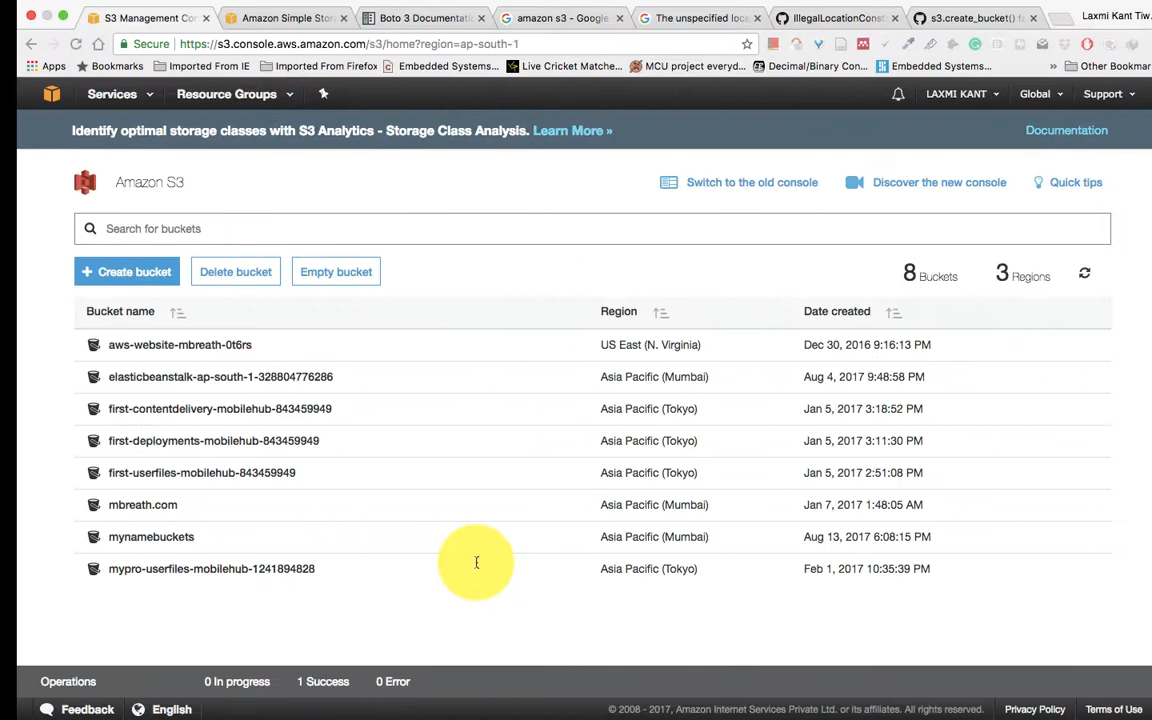 S3 Management Co
Amazon Simple Stor
Boto 3 Documentati
amazon s3 - Google
The unspecified loc
IllegalLocationConst
s3.create_bucket() fa
Laxmi Kant Tiw
Secure https://s3.console.aws.amazon.com/s3/home?region=ap-south-1
Apps Bookmarks Imported From IE Imported From Firefox Embedded Systems... Live Cricket Matche... MCU project everyd... Decimal/Binary Con... Embedded Systems... » Other Bookmar
Services Resource Groups LAXMI KANT Global Support
Identify optimal storage classes with S3 Analytics - Storage Class Analysis. Learn More » Documentation
Amazon S3 Switch to the old console Discover the new console Quick tips
Search for buckets
+ Create bucket Delete bucket Empty bucket 8 Buckets 3 Regions
Bucket name Region Date created
aws-website-mbreath-0t6rs US East (N. Virginia) Dec 30, 2016 9:16:13 PM
elasticbeanstalk-ap-south-1-328804776286 Asia Pacific (Mumbai) Aug 4, 2017 9:48:58 PM
first-contentdelivery-mobilehub-843459949 Asia Pacific (Tokyo) Jan 5, 2017 3:18:52 PM
first-deployments-mobilehub-843459949 Asia Pacific (Tokyo) Jan 5, 2017 3:11:30 PM
first-userfiles-mobilehub-843459949 Asia Pacific (Tokyo) Jan 5, 2017 2:51:08 PM
mbreath.com Asia Pacific (Mumbai) Jan 7, 2017 1:48:05 AM
mynamebuckets Asia Pacific (Mumbai) Aug 13, 2017 6:08:15 PM
mypro-userfiles-mobilehub-1241894828 Asia Pacific (Tokyo) Feb 1, 2017 10:35:39 PM
Operations 0 In progress 1 Success 0 Error
Feedback English © 2008 - 2017, Amazon Internet Services Private Ltd. or its affiliates. All rights reserved. Privacy Policy Terms of Use